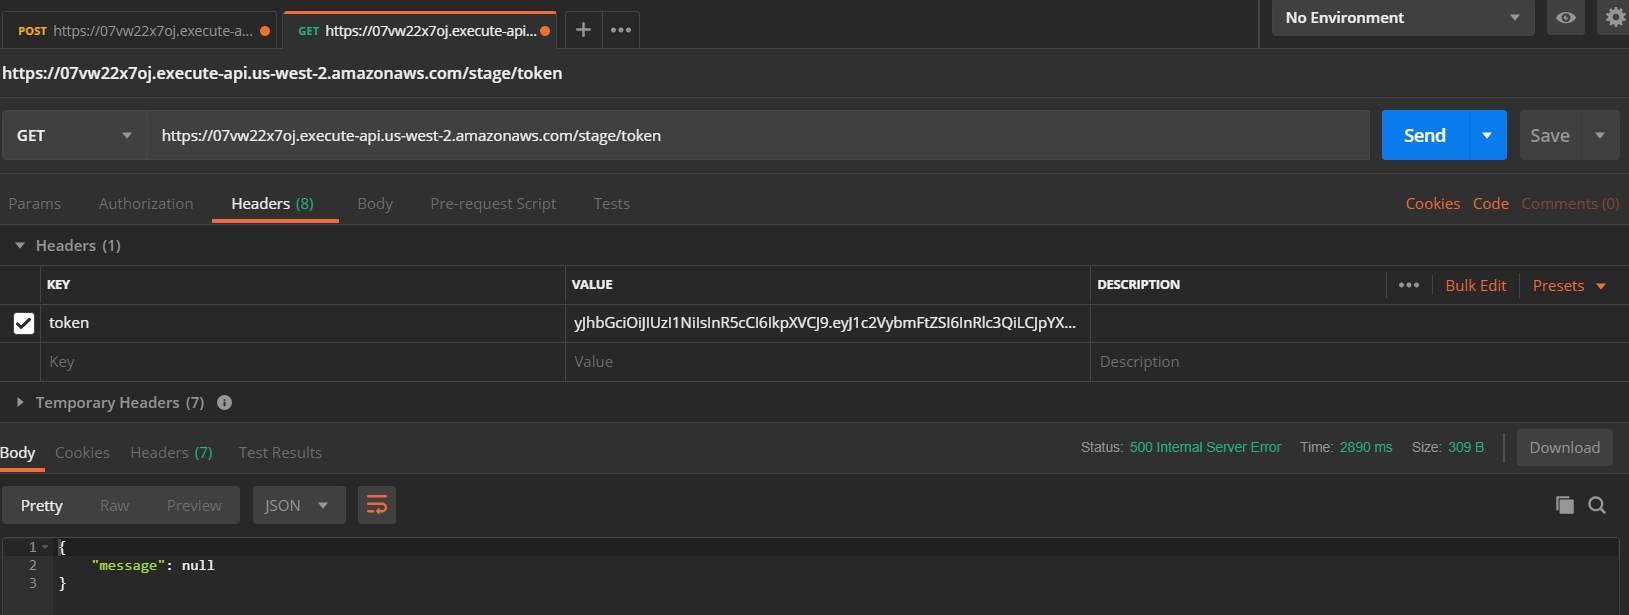 POST https://07vw22x7oj.execute-a...
GET https://07vw22x7oj.execute-api...
No Environment
https://07vw22x7oj.execute-api.us-west-2.amazonaws.com/stage/token
GET https://07vw22x7oj.execute-api.us-west-2.amazonaws.com/stage/token Send Save
Params Authorization Headers (8) Body Pre-request Script Tests Cookies Code Comments (0)
Headers (1)
KEY VALUE DESCRIPTION ••• Bulk Edit Presets
token yJhbGciOiJIUzI1NiIsInR5cCI6IkpXVCJ9.eyJ1c2VybmFtZSI6InRlc3QiLCJpYX...
Key Value Description
Temporary Headers (7)
Body Cookies Headers (7) Test Results Status: 500 Internal Server Error Time: 2890 ms Size: 309 B Download
Pretty Raw Preview JSON
1 {
2 "message": null
3 }